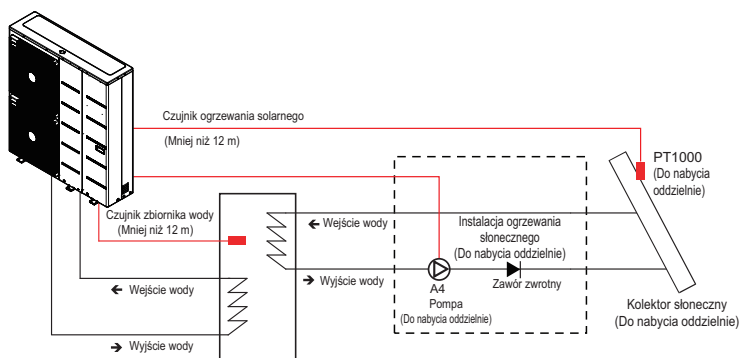 Czujnik ogrzewania solarnego
(Mniej niż 12 m)
PT1000
(Do nabycia
oddzielnie)
Czujnik zbiornika wody
(Mniej niż 12 m)
Wejście wody
Instalacja ogrzewania
słonecznego
(Do nabycia oddzielnie)
Wyjście wody
A4
Pompa
(Do nabycia oddzielnie)
Zawór zwrotny
Wejście wody
Kolektor słoneczny
(Do nabycia oddzielnie)
Wyjście wody